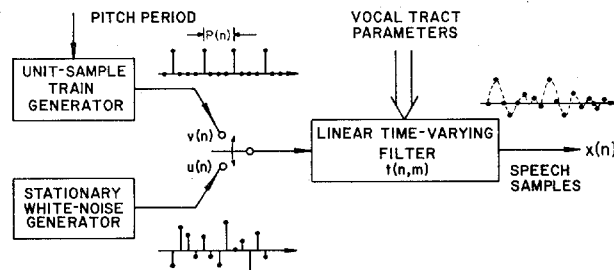 PITCH PERIOD
P(n)
UNIT-SAMPLE
TRAIN
GENERATOR
VOCAL TRACT
PARAMETERS
v(n)
u(n)
LINEAR TIME-VARYING
FILTER
t(n,m)
x(n)
SPEECH
SAMPLES
STATIONARY
WHITE-NOISE
GENERATOR